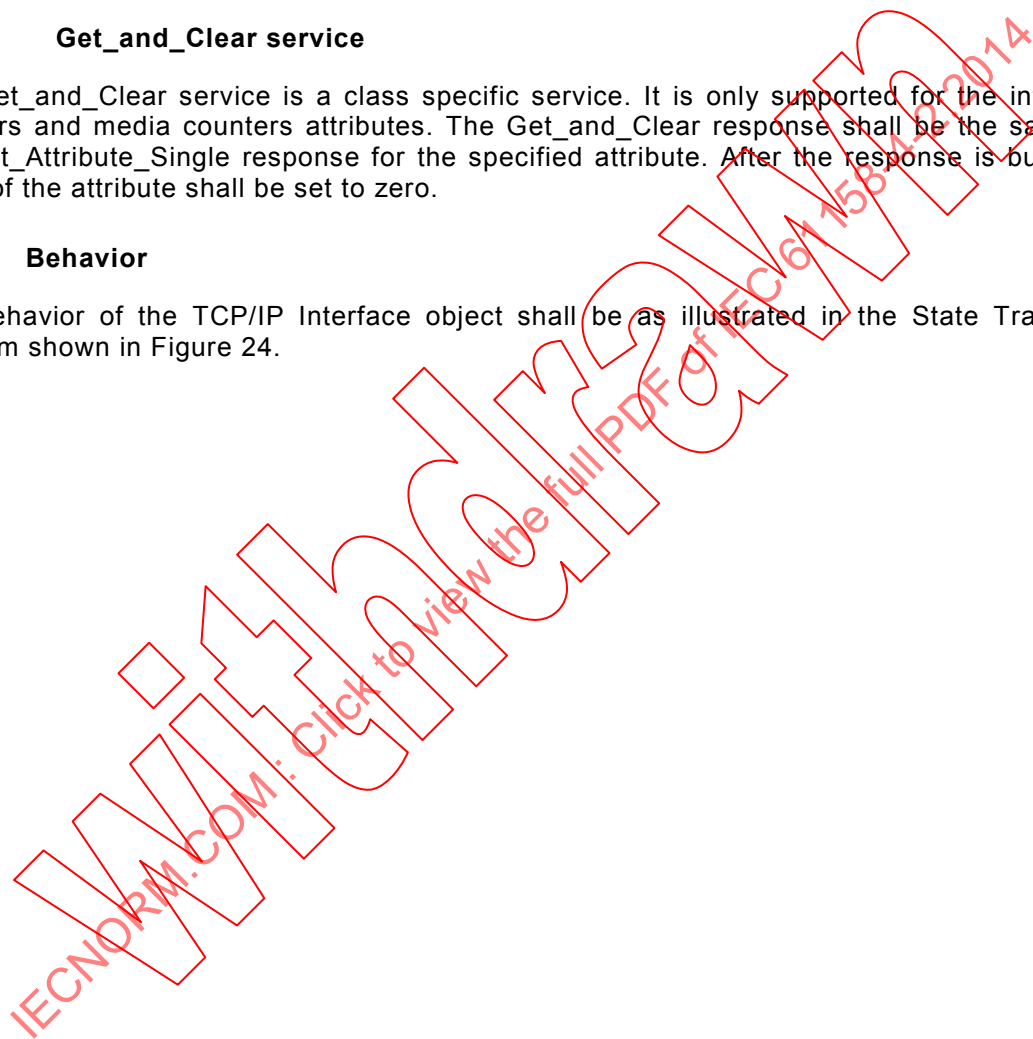 Get_and_Clear service
et_and_Clear service is a class specific service. It is only supported for the in
rs and media counters attributes. The Get_and_Clear response shall be the sa
t_Attribute_Single response for the specified attribute. After the response is bu
of the attribute shall be set to zero.
Behavior
ehavior of the TCP/IP Interface object shall be as illustrated in the State Tra
m shown in Figure 24.
IECNORM.COM : Click to view the full PDF of IEC 61158-4-2:2014
withdrawn